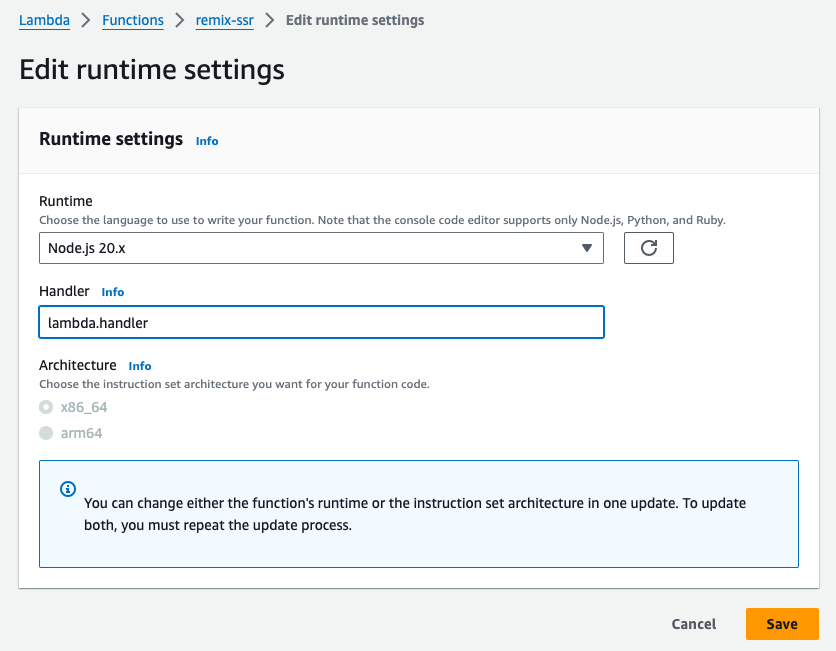 Lambda > Functions > remix-ssr > Edit runtime settings
Edit runtime settings
Runtime settings Info
Runtime
Choose the language to use to write your function. Note that the console code editor supports only Node.js, Python, and Ruby.
Node.js 20.x
Handler Info
lambda.handler
Architecture Info
Choose the instruction set architecture you want for your function code.
x86_64
arm64
You can change either the function's runtime or the instruction set architecture in one update. To update
both, you must repeat the update process.
Cancel Save